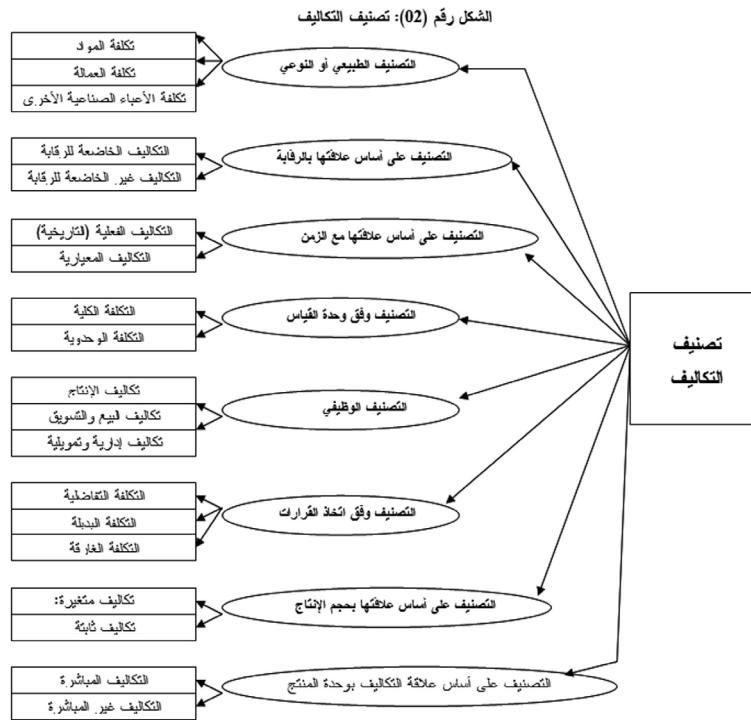 الشكل رقم (02): تصنيف التكاليف
تصنيف
التكاليف
التصنيف الطبيعي أو النوعي
تكلفة المواد
تكلفة العمالة
تكلفة الأعباء الصناعية الأخرى
التصنيف على أساس علاقتها بالرقابة
التكاليف الخاضعة للرقابة
التكاليف غير الخاضعة للرقابة
التصنيف على أساس علاقتها مع الزمن
التكاليف الفعلية (التاريخية)
التكاليف المعيارية
التصنيف وفق وحدة القياس
التكلفة الكلية
التكلفة الوحدوية
التصنيف الوظيفي
تكاليف الإنتاج
تكاليف البيع والتسويق
تكاليف إدارية وتمويلية
التصنيف وفق اتخاذ القرارات
التكلفة التفاضلية
التكلفة البديلة
التكلفة الغارقة
التصنيف على أساس علاقتها بحجم الإنتاج
تكاليف متغيرة:
تكاليف ثابتة
التصنيف على أساس علاقة التكاليف بوحدة المنتج
التكاليف المباشرة
التكاليف غير المباشرة